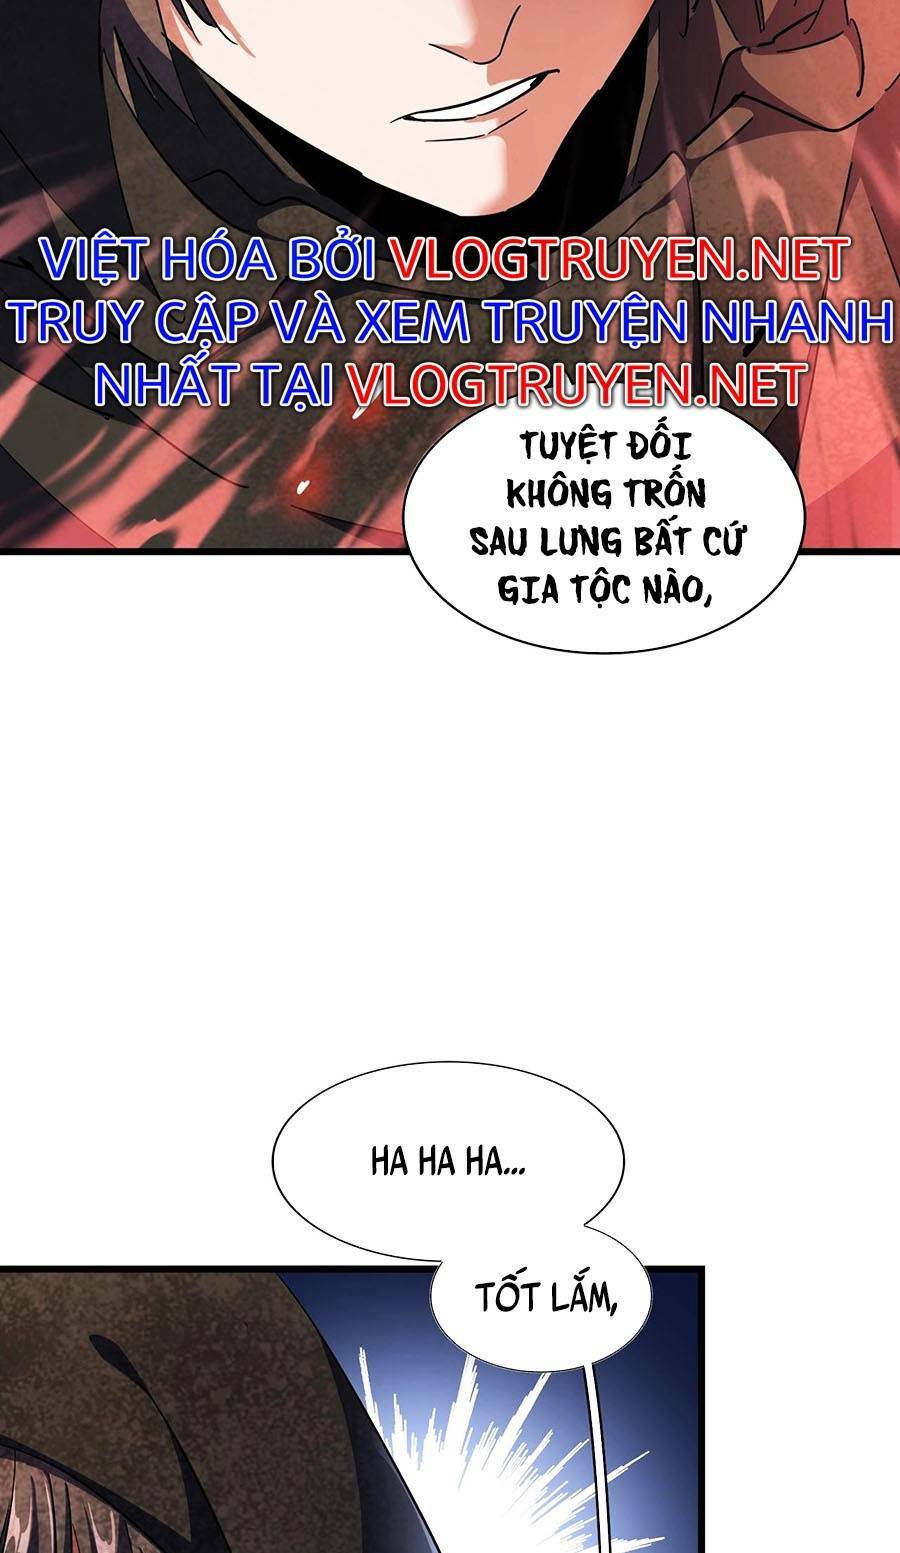 VIỆT HÓA BỞI VLOGTRUYEN.NET
TRUY CẬP VÀ XEM TRUYỆN NHANH
NHẤT TẠI VLOGTRUYEN.NET
TUYỆT ĐỐI
KHÔNG TRỐN
SAU LƯNG BẤT CỨ
GIA TỘC NÀO,
HA HA HA...
TỐT LẮM,